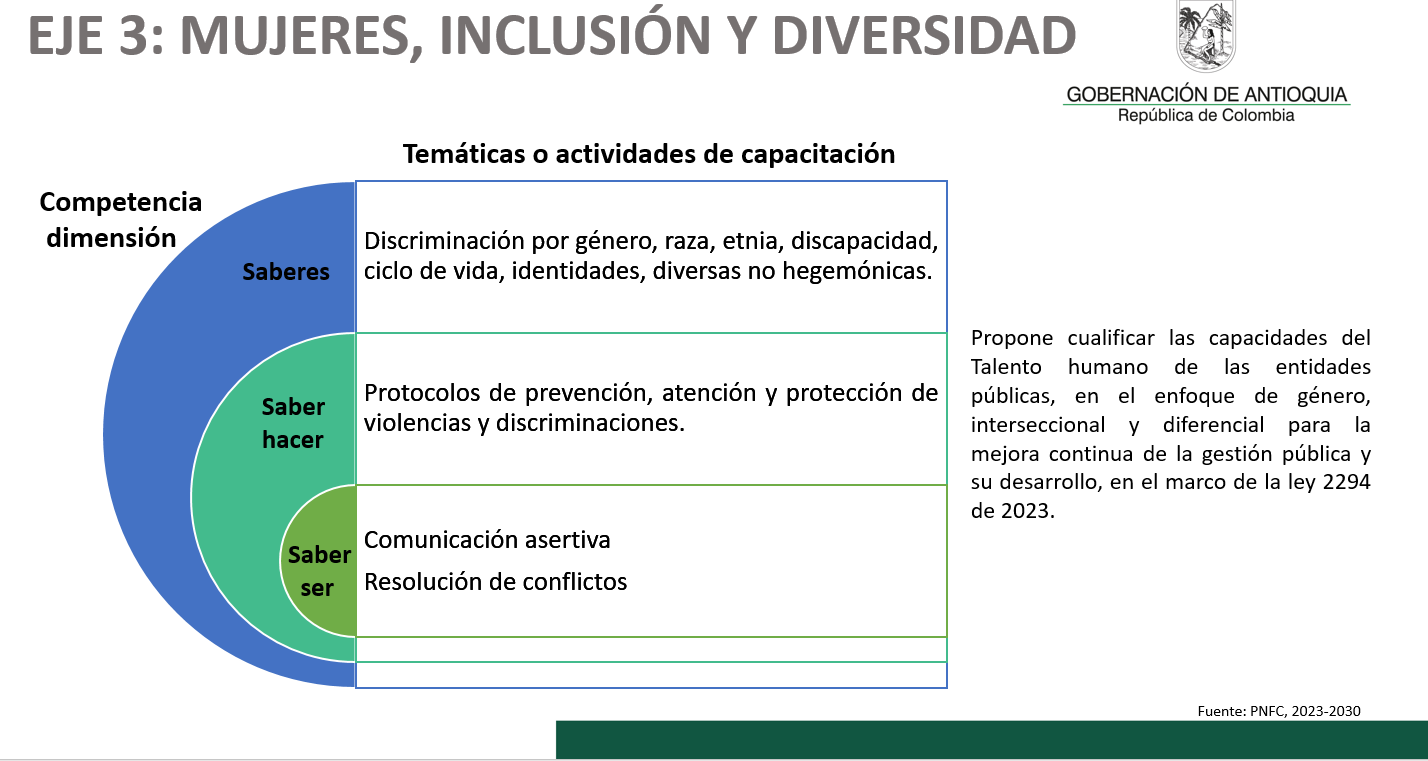 EJE 3: MUJERES, INCLUSIÓN Y DIVERSIDAD
GOBERNACIÓN DE ANTIOQUIA
República de Colombia
Temáticas o actividades de capacitación
Competencia
dimensión
Saberes
Discriminación por género, raza, etnia, discapacidad,
ciclo de vida, identidades, diversas no hegemónicas.
Saber
hacer
Protocolos de prevención, atención y protección de
violencias y discriminaciones.
Saber
ser
Comunicación asertiva
Resolución de conflictos
Propone cualificar las capacidades del
Talento humano de las entidades
públicas, en el enfoque de género,
interseccional y diferencial para la
mejora continua de la gestión pública y
su desarrollo, en el marco de la ley 2294
de 2023.
Fuente: PNFC, 2023-2030